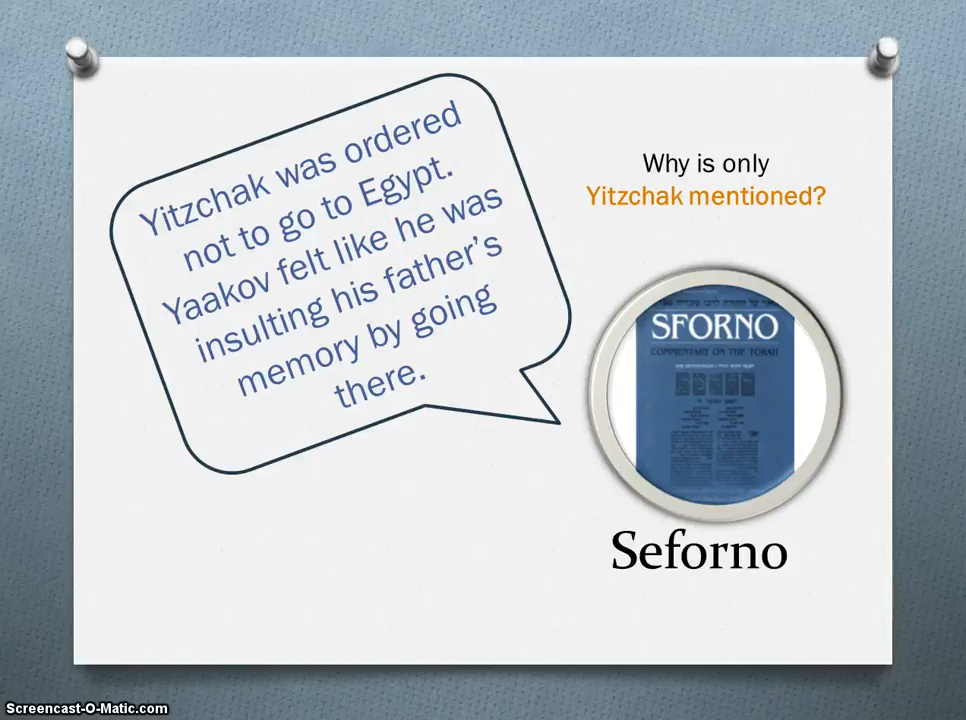 Yitzchak was ordered
not to go to Egypt.
Yaakov felt like he was
insulting his father's
memory by going
there.
Why is only
Yitzchak mentioned?
SFORNO
COMMENTARY ON THE TORAH
Seforno
Screencast-O-Matic.com